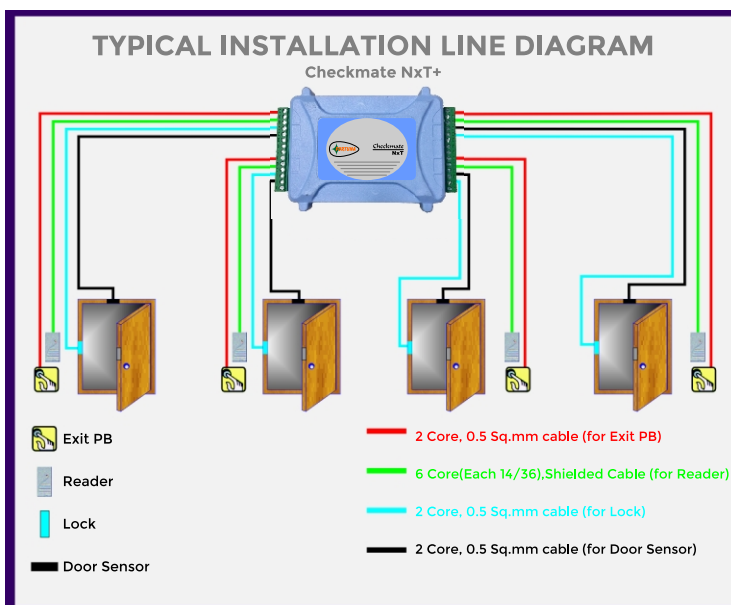 TYPICAL INSTALLATION LINE DIAGRAM
Checkmate NxT+
Checkmate
NxT
Exit PB
Reader
Lock
Door Sensor
2 Core, 0.5 Sq.mm cable (for Exit PB)
6 Core(Each 14/36),Shielded Cable (for Reader)
2 Core, 0.5 Sq.mm cable (for Lock)
2 Core, 0.5 Sq.mm cable (for Door Sensor)